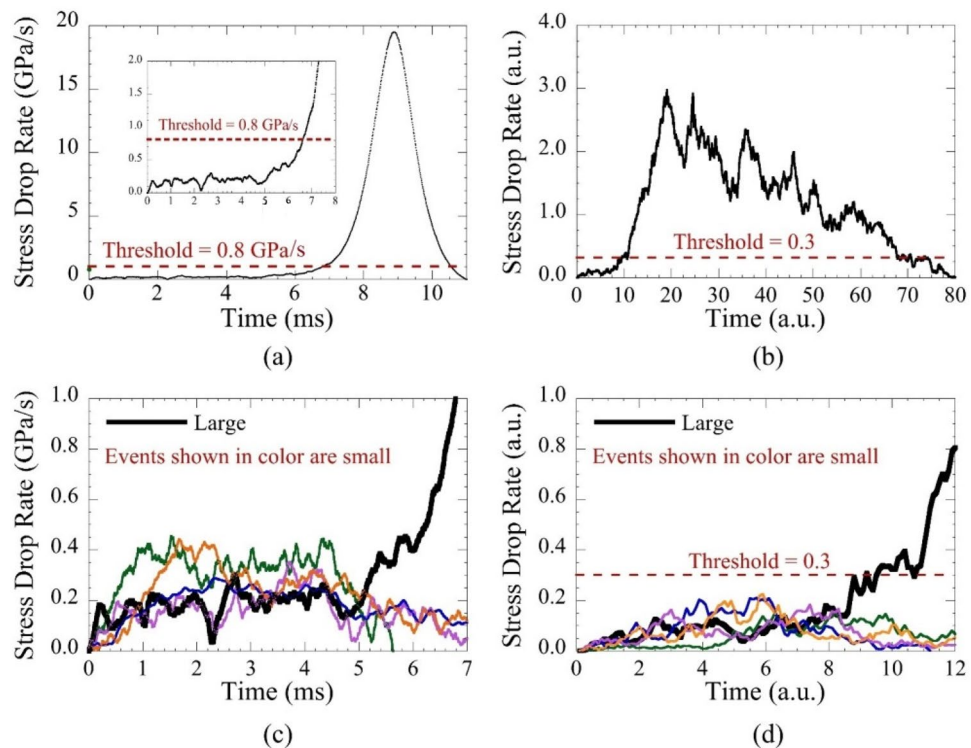 Stress Drop Rate (GPa/s)
20
15
10
5
0
2.0
1.5
1.0
0.5
0.0
Threshold = 0.8 GPa/s
0 1 2 3 4 5 6 7 8
Threshold = 0.8 GPa/s
0 2 4 6 8 10
Time (ms)
(a)
Stress Drop Rate (a.u.)
4.0
3.0
2.0
1.0
0.0
Threshold = 0.3
0 10 20 30 40 50 60 70 80
Time (a.u.)
(b)
Stress Drop Rate (GPa/s)
1.0
0.8
0.6
0.4
0.2
0.0
Large
Events shown in color are small
0 1 2 3 4 5 6 7
Time (ms)
(c)
Stress Drop Rate (a.u.)
1.0
0.8
0.6
0.4
0.2
0.0
Large
Events shown in color are small
Threshold = 0.3
0 2 4 6 8 10 12
Time (a.u.)
(d)